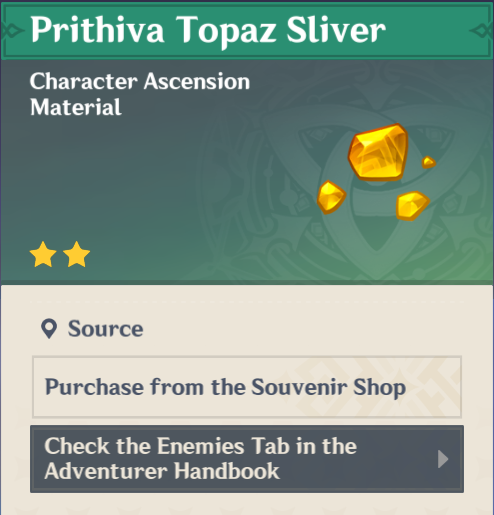 Prithiva Topaz Sliver
Character Ascension
Material
Source
Purchase from the Souvenir Shop
Check the Enemies Tab in the
Adventurer Handbook